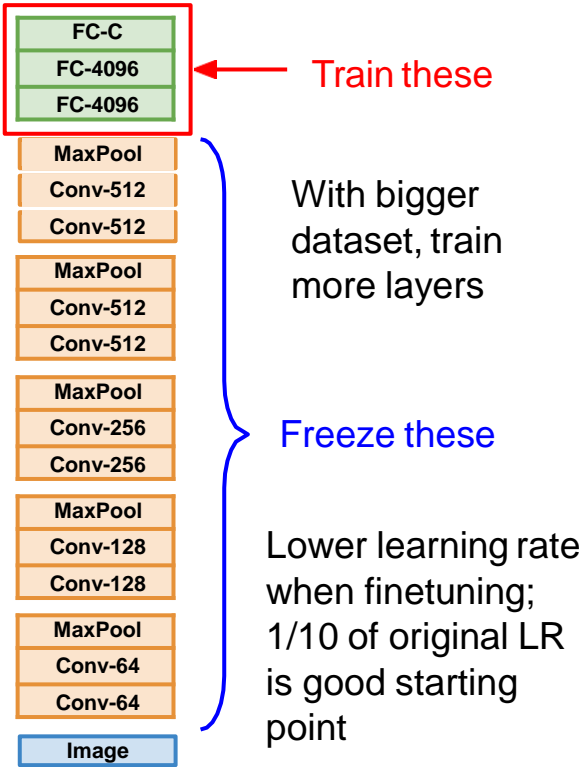 FC-C
FC-4096
FC-4096
Train these
MaxPool
Conv-512
Conv-512
With bigger
dataset, train
more layers
MaxPool
Conv-512
Conv-512
MaxPool
Conv-256
Conv-256
Freeze these
MaxPool
Conv-128
Conv-128
Lower learning rate
when finetuning;
1/10 of original LR
is good starting
point
MaxPool
Conv-64
Conv-64
Image